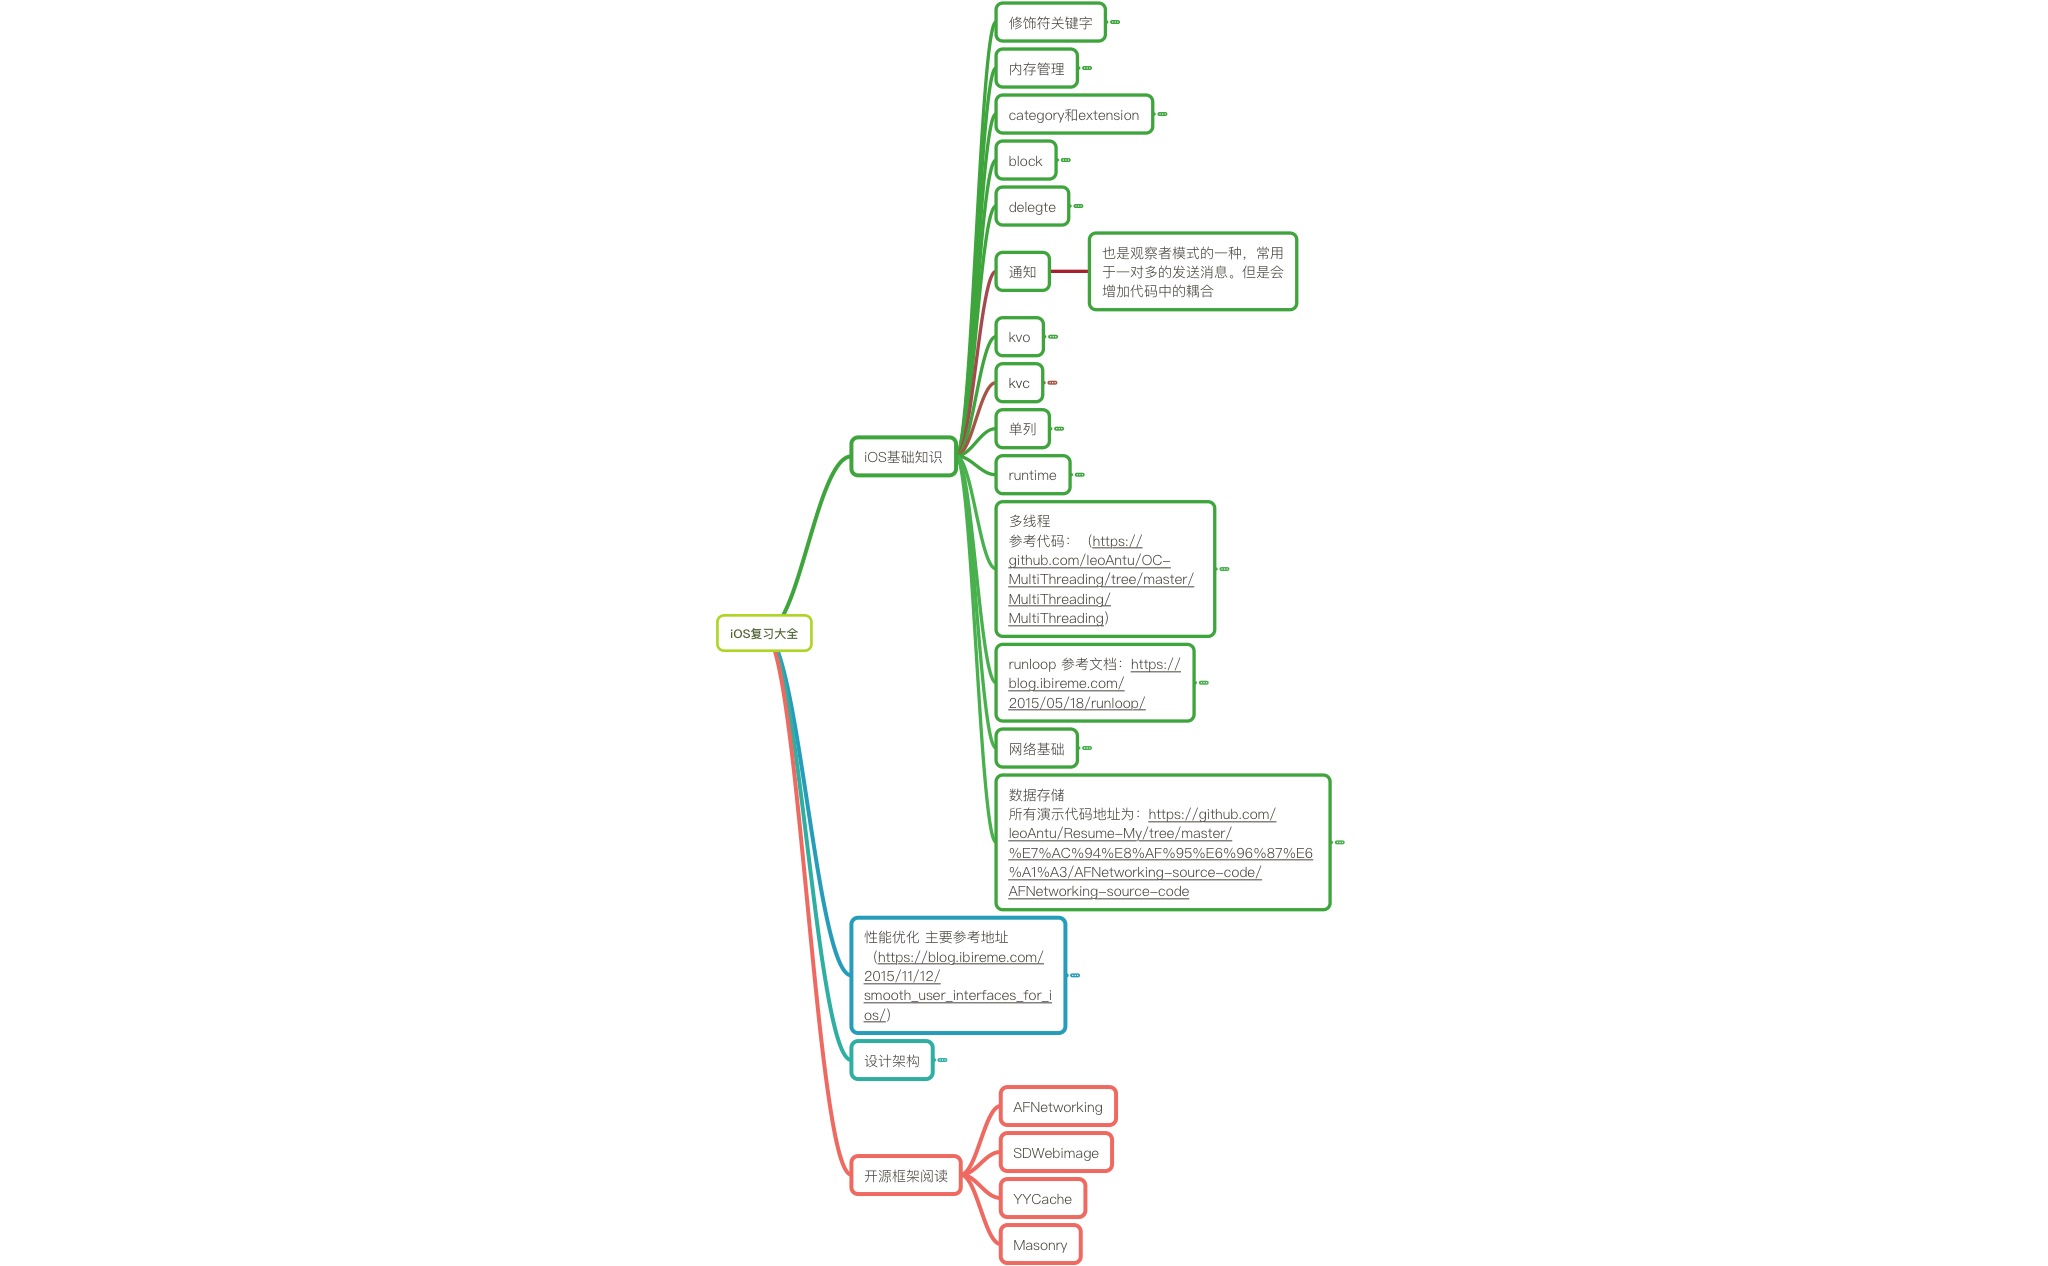 修饰符关键字
内存管理
category和extension
block
delegte
通知
也是观察者模式的一种，常用
于一对多的发送消息。但是会
增加代码中的耦合
kvo
kvc
单列
runtime
多线程
参考代码：（https://
github.com/leoAntu/OC-
MultiThreading/tree/master/
MultiThreading/
MultiThreading）
runloop 参考文档：https://
blog.ibireme.com/
2015/05/18/runloop/
网络基础
数据存储
所有演示代码地址为：https://github.com/
leoAntu/Resume-My/tree/master/
%E7%AC%94%E8%AF%95%E6%96%87%E6
%A1%A3/AFNetworking-source-code/
AFNetworking-source-code
iOS基础知识
iOS复习大全
性能优化 主要参考地址
（https://blog.ibireme.com/
2015/11/12/
smooth_user_interfaces_for_i
os/）
设计架构
开源框架阅读
AFNetworking
SDWebimage
YYCache
Masonry